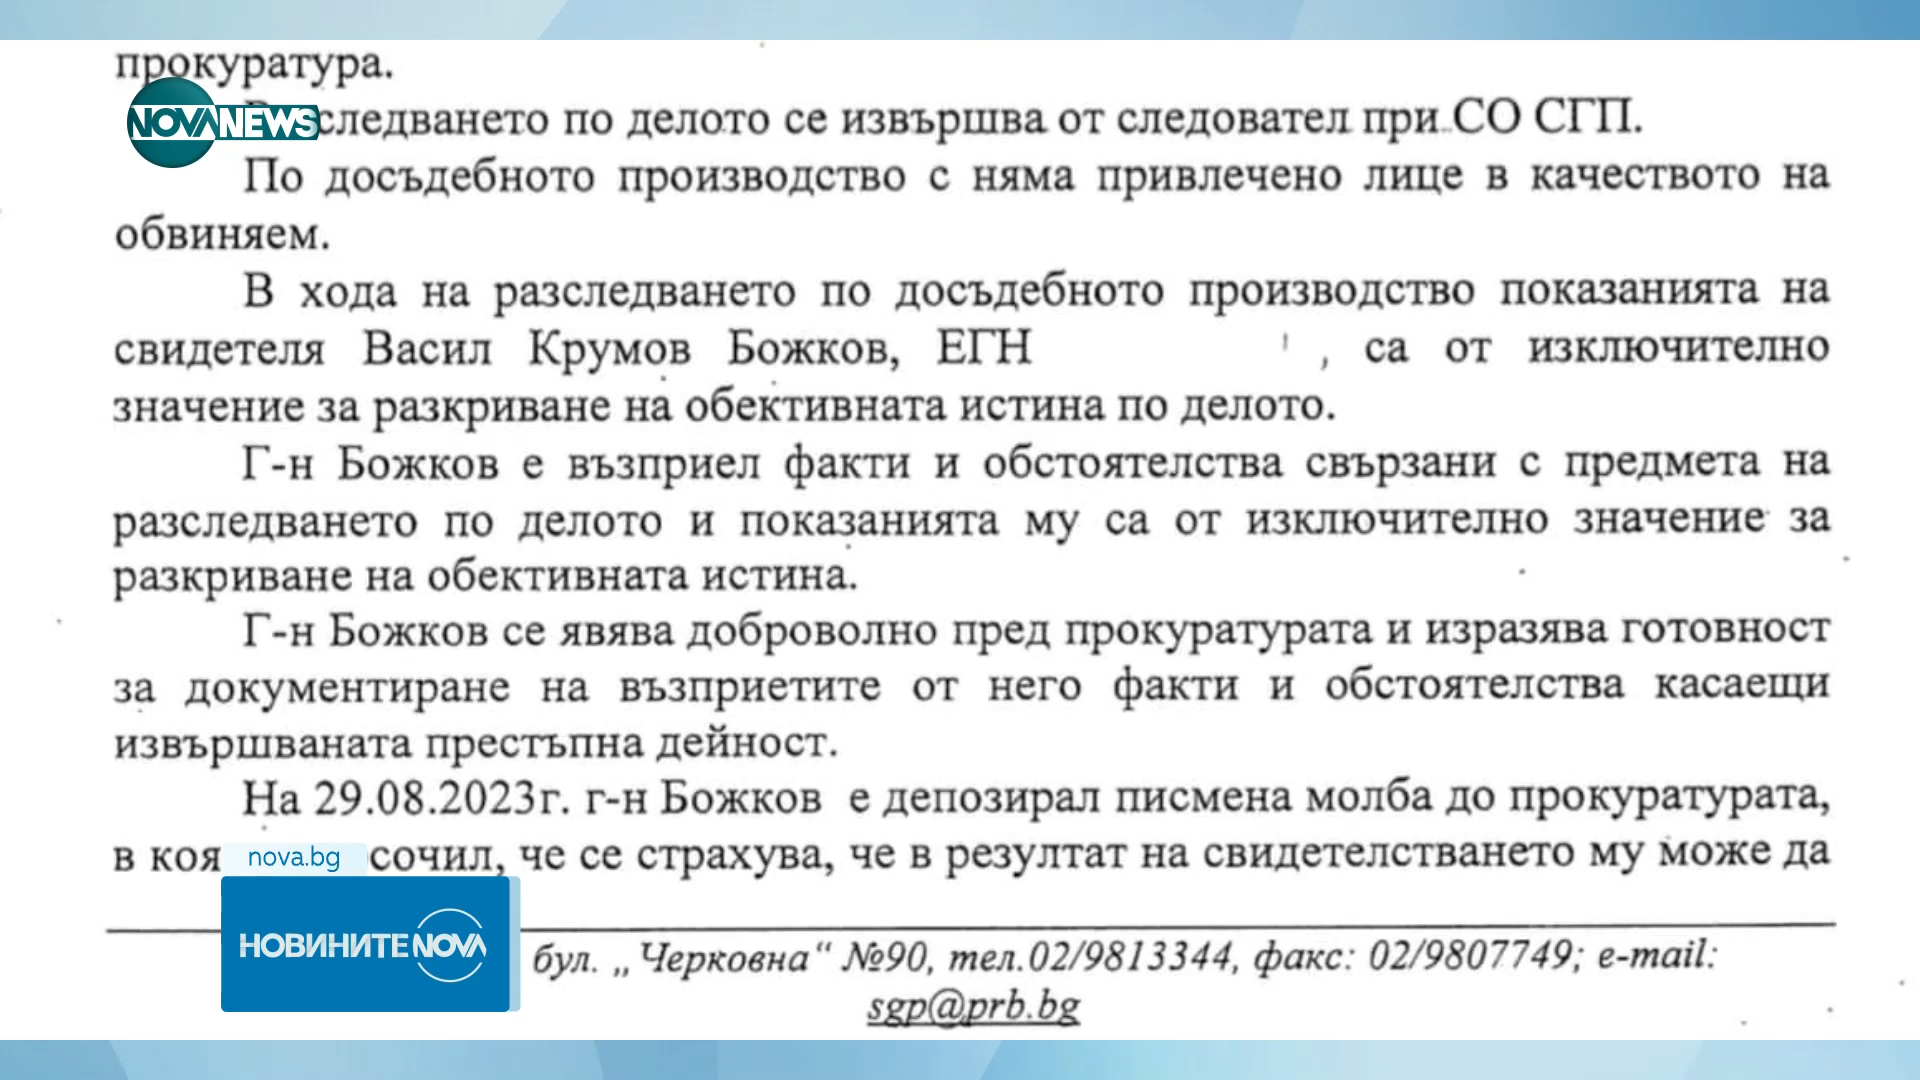 прокуратура.
следването по делото се извършва от следовател при СО СГП.
По досъдебното производство с няма привлечено лице в качеството на
обвиняем.
В хода на разследването по досъдебното производство показанията на
свидетеля Васил Крумов Божков, ЕГН , са от изключително
значение за разкриване на обективната истина по делото.
Г-н Божков е възприел факти и обстоятелства свързани с предмета на
разследването по делото и показанията му са от изключително значение за
разкриване на обективната истина.
Г-н Божков се явява доброволно пред прокуратурата и изразява готовност
за документиране на възприетите от него факти и обстоятелства касаещи
извършваната престъпна дейност.
На 29.08.2023г. г-н Божков е депозирал писмена молба до прокуратурата,
в коя сочил, че се страхува, че в резултат на свидетелстването му може да
бул. „Черковна“ №90, тел.02/9813344, факс: 02/9807749; e-mail:
sgp@prb.bg
NOVANEWS
nova.bg
НОВИНИТЕ NOVA